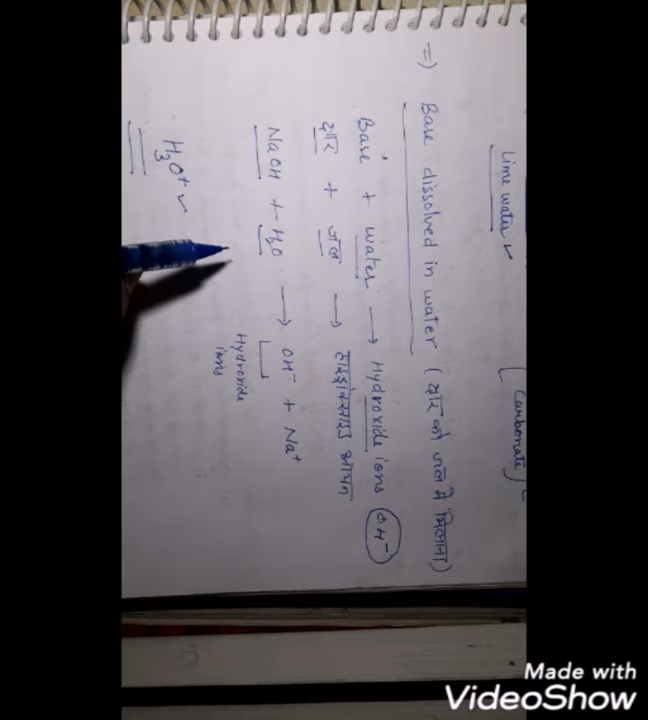 Lime water ✓
[Carbonate]
=) Base dissolved in water (क्षार को जल में मिलाना)
Base + water → Hydroxide ions OH⁻
क्षार + जल → हाइड्रोक्साइड आयन
NaOH + H₂O → OH⁻ + Na⁺
Hydroxide
ions
H₃O⁺ ✓
Made with
VideoShow